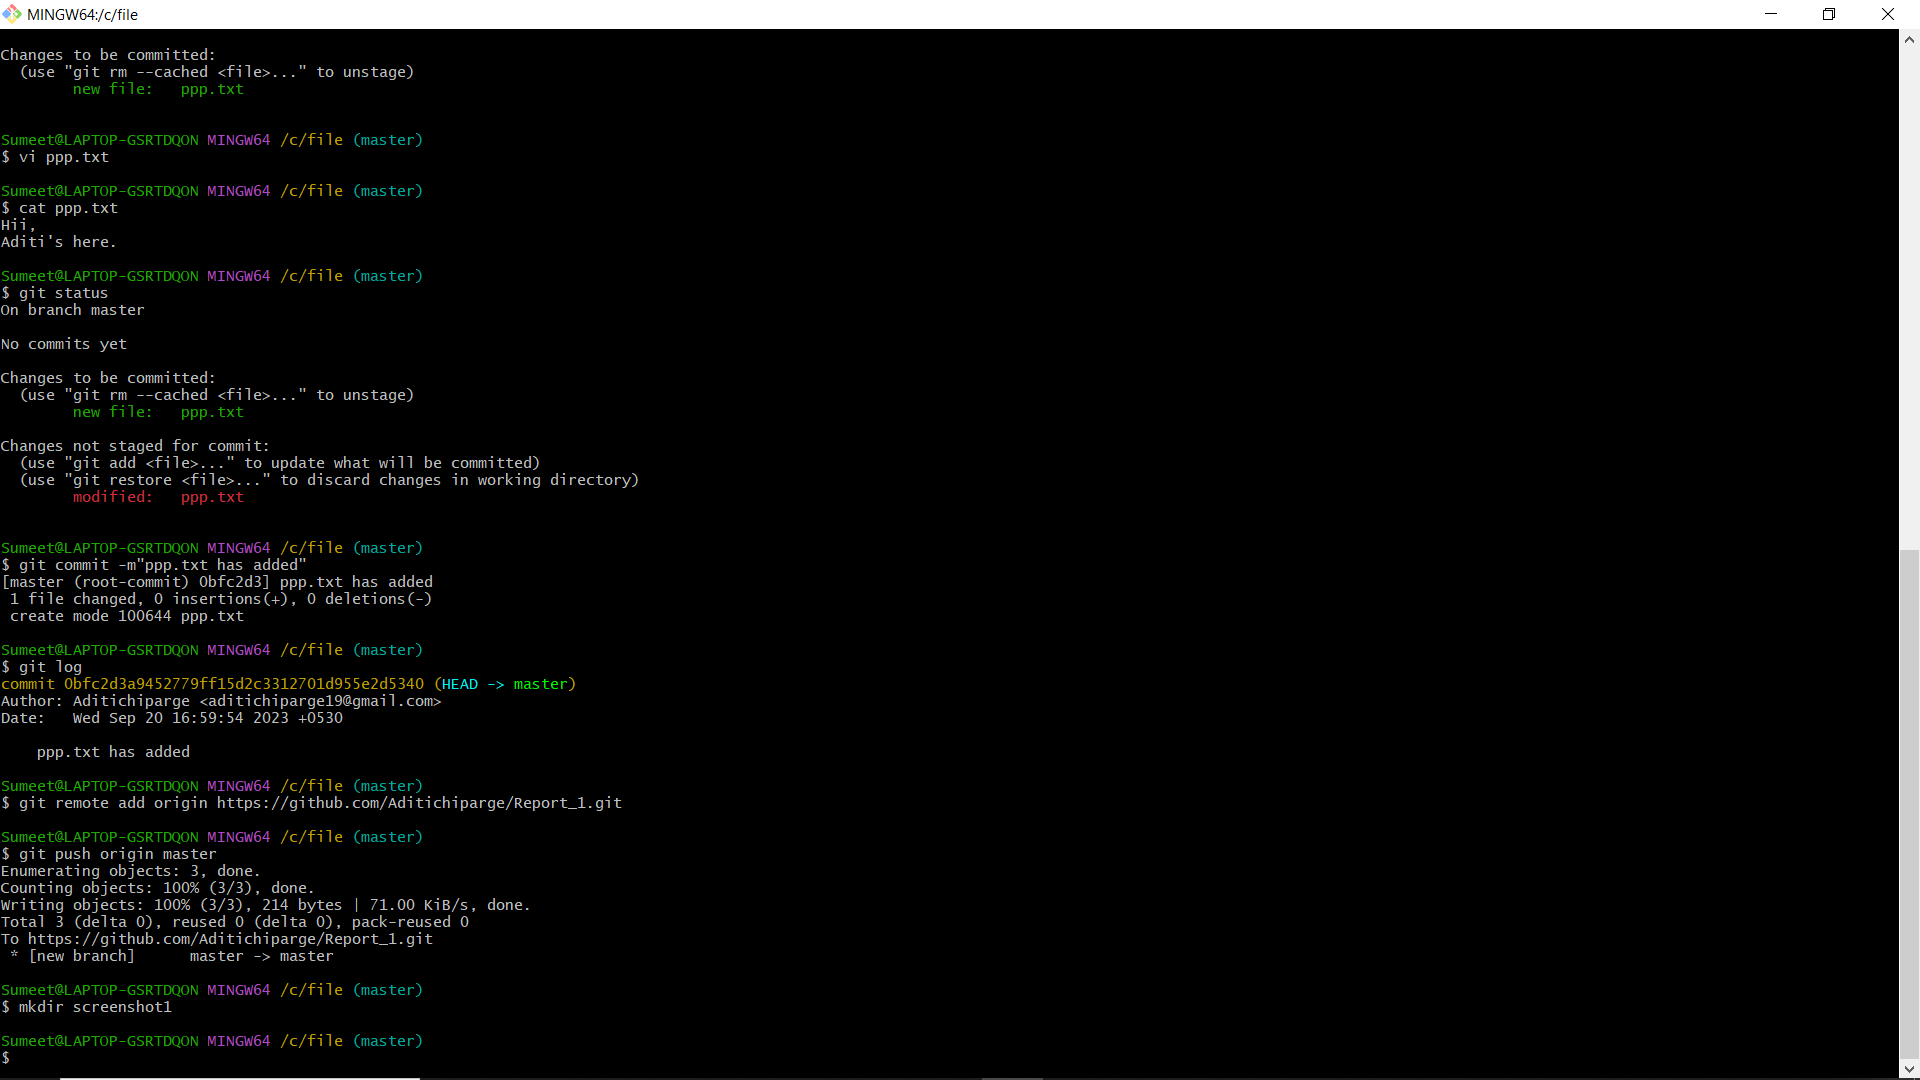 MINGW64:/c/file
Changes to be committed:
  (use "git rm --cached <file>..." to unstage)
        new file:   ppp.txt
Sumeet@LAPTOP-GSRTDQON MINGW64 /c/file (master)
$ vi ppp.txt
Sumeet@LAPTOP-GSRTDQON MINGW64 /c/file (master)
$ cat ppp.txt
Hii,
Aditi's here.
Sumeet@LAPTOP-GSRTDQON MINGW64 /c/file (master)
$ git status
On branch master
No commits yet
Changes to be committed:
  (use "git rm --cached <file>..." to unstage)
        new file:   ppp.txt
Changes not staged for commit:
  (use "git add <file>..." to update what will be committed)
  (use "git restore <file>..." to discard changes in working directory)
        modified:   ppp.txt
Sumeet@LAPTOP-GSRTDQON MINGW64 /c/file (master)
$ git commit -m"ppp.txt has added"
[master (root-commit) 0bfc2d3] ppp.txt has added
 1 file changed, 0 insertions(+), 0 deletions(-)
 create mode 100644 ppp.txt
Sumeet@LAPTOP-GSRTDQON MINGW64 /c/file (master)
$ git log
commit 0bfc2d3a9452779ff15d2c3312701d955e2d5340 (HEAD -> master)
Author: Aditichiparge <aditichiparge19@gmail.com>
Date:   Wed Sep 20 16:59:54 2023 +0530
    ppp.txt has added
Sumeet@LAPTOP-GSRTDQON MINGW64 /c/file (master)
$ git remote add origin https://github.com/Aditichiparge/Report_1.git
Sumeet@LAPTOP-GSRTDQON MINGW64 /c/file (master)
$ git push origin master
Enumerating objects: 3, done.
Counting objects: 100% (3/3), done.
Writing objects: 100% (3/3), 214 bytes | 71.00 KiB/s, done.
Total 3 (delta 0), reused 0 (delta 0), pack-reused 0
To https://github.com/Aditichiparge/Report_1.git
 * [new branch]      master -> master
Sumeet@LAPTOP-GSRTDQON MINGW64 /c/file (master)
$ mkdir screenshot1
Sumeet@LAPTOP-GSRTDQON MINGW64 /c/file (master)
$